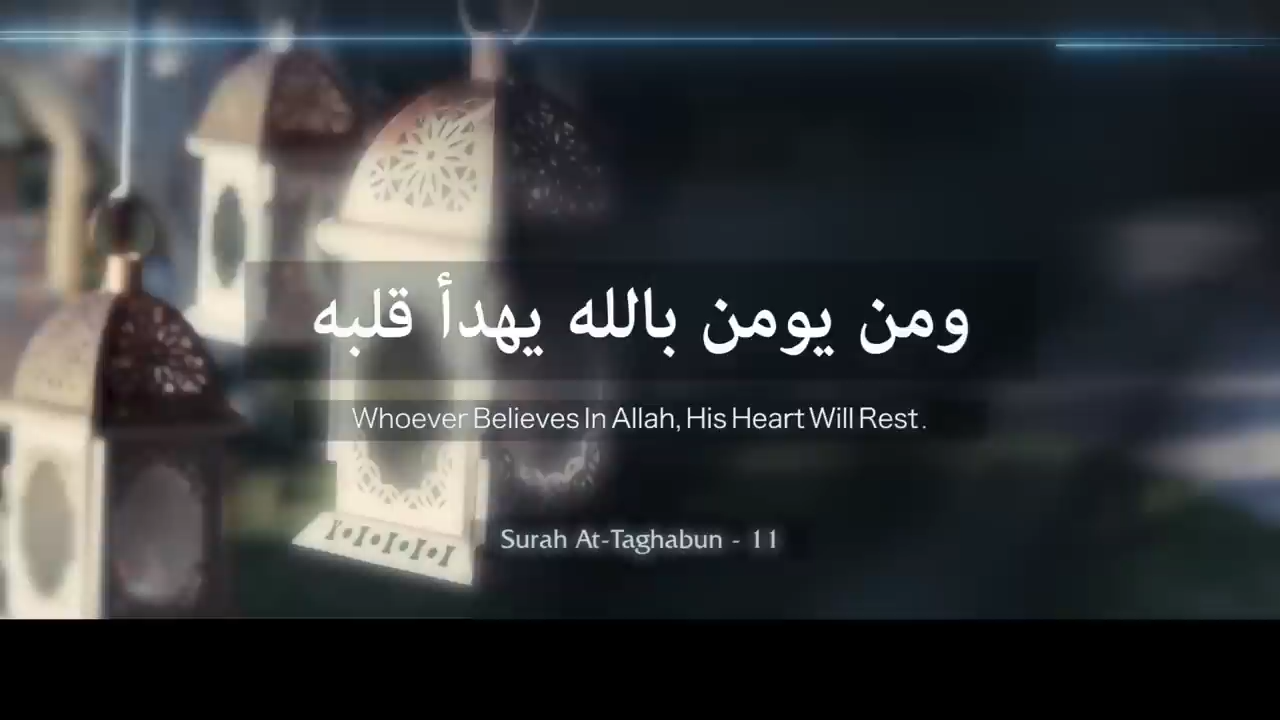 ومن يومن بالله يهدأ قلبه
Whoever Believes In Allah, His Heart Will Rest.
Surah At-Taghabun - 11